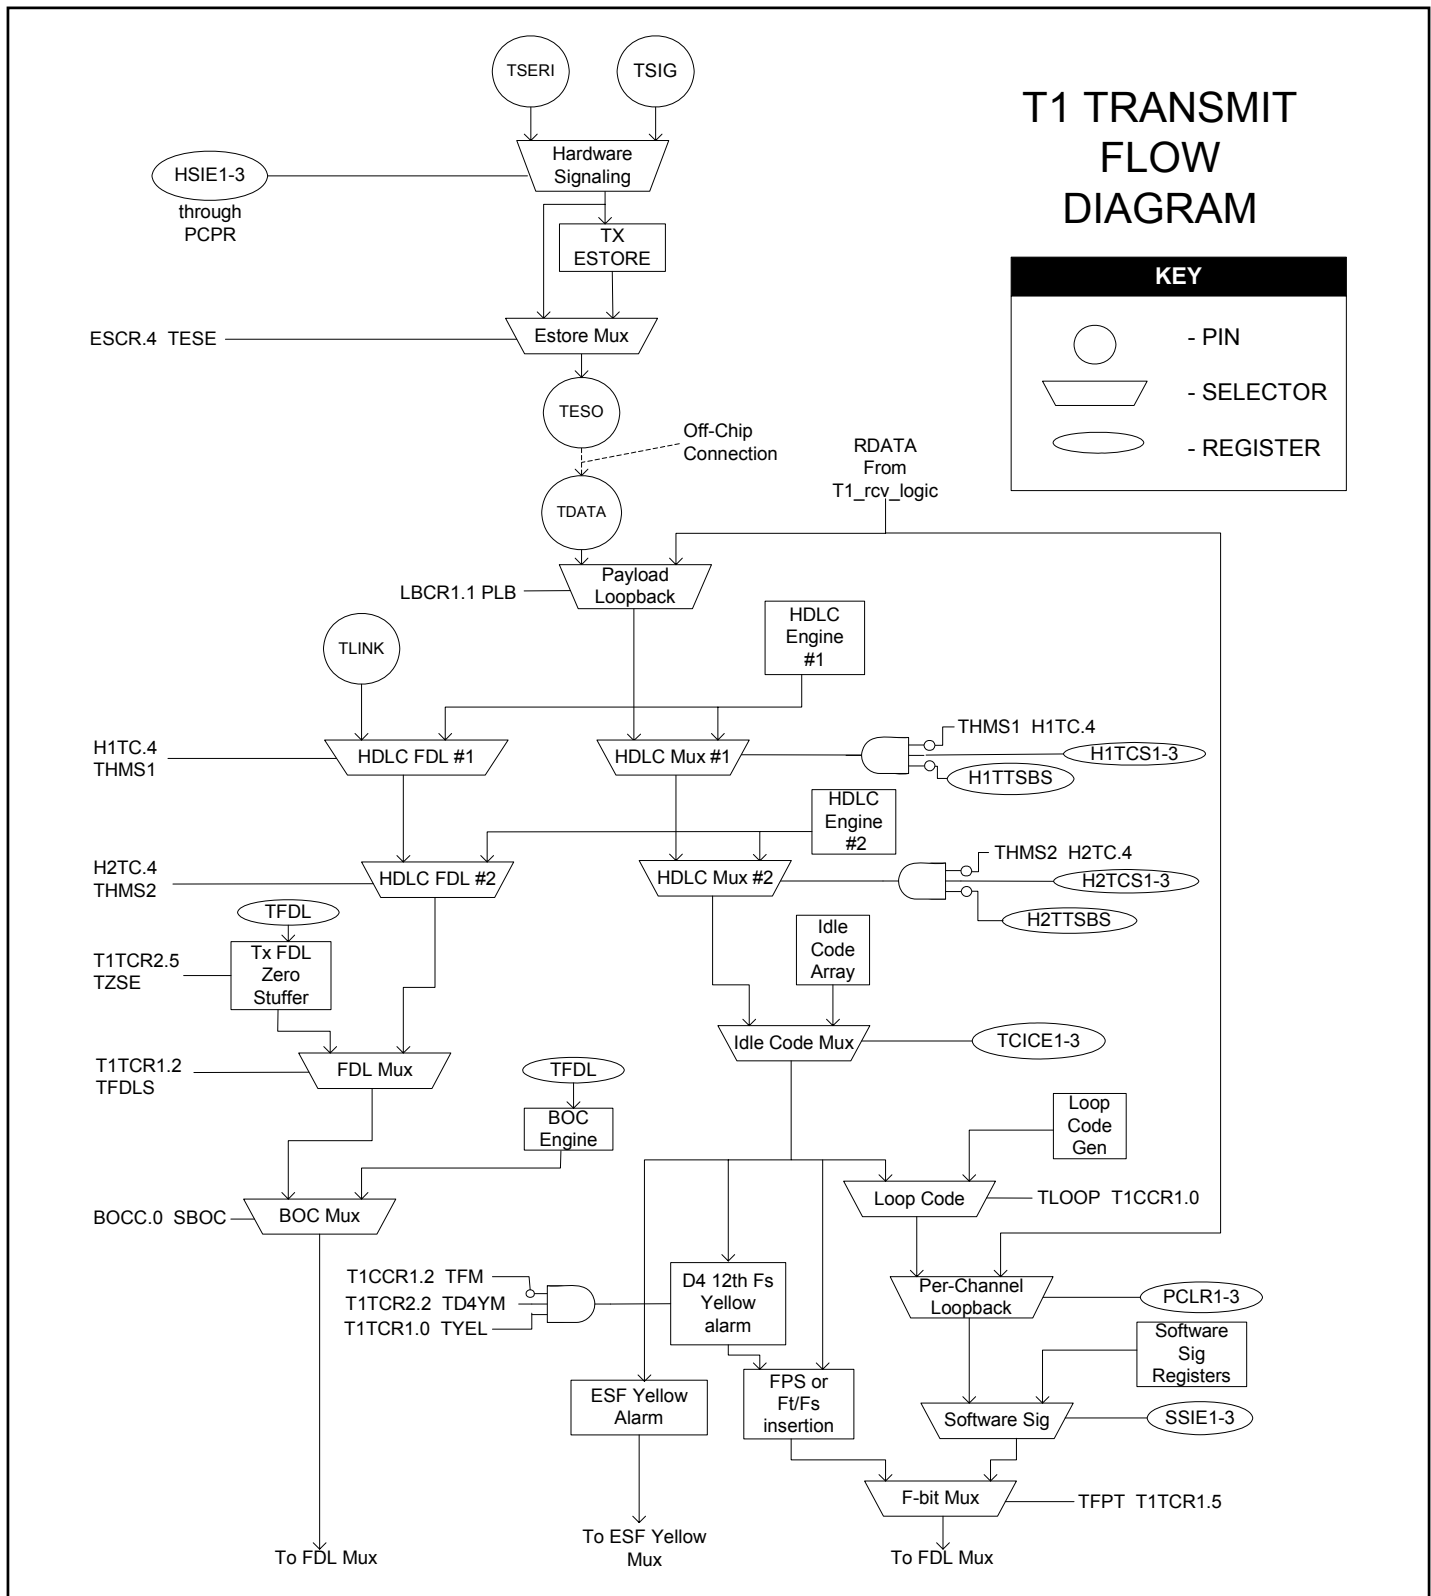 TSERI
TSIG
T1 TRANSMIT
FLOW
DIAGRAM
Hardware
Signaling
HSIE1-3
through
PCPR
TX
ESTORE
KEY
- PIN
- SELECTOR
- REGISTER
ESCR.4 TESE
Estore Mux
TESO
Off-Chip
Connection
RDATA
From
T1_rcv_logic
TDATA
LBCR1.1 PLB
Payload
Loopback
HDLC
Engine
#1
TLINK
H1TC.4
THMS1
HDLC FDL #1
HDLC Mux #1
THMS1 H1TC.4
H1TCS1-3
H1TTSBS
HDLC
Engine
#2
H2TC.4
THMS2
HDLC FDL #2
HDLC Mux #2
THMS2 H2TC.4
H2TCS1-3
H2TTSBS
TFDL
T1TCR2.5
TZSE
Tx FDL
Zero
Stuffer
Idle
Code
Array
Idle Code Mux
TCICE1-3
T1TCR1.2
TFDLS
FDL Mux
TFDL
BOC
Engine
Loop
Code
Gen
BOCC.0 SBOC
BOC Mux
Loop Code
TLOOP T1CCR1.0
T1CCR1.2 TFM
T1TCR2.2 TD4YM
T1TCR1.0 TYEL
D4 12th Fs
Yellow
alarm
Per-Channel
Loopback
PCLR1-3
Software
Sig
Registers
ESF Yellow
Alarm
FPS or
Ft/Fs
insertion
Software Sig
SSIE1-3
F-bit Mux
TFPT T1TCR1.5
To FDL Mux
To ESF Yellow
Mux
To FDL Mux